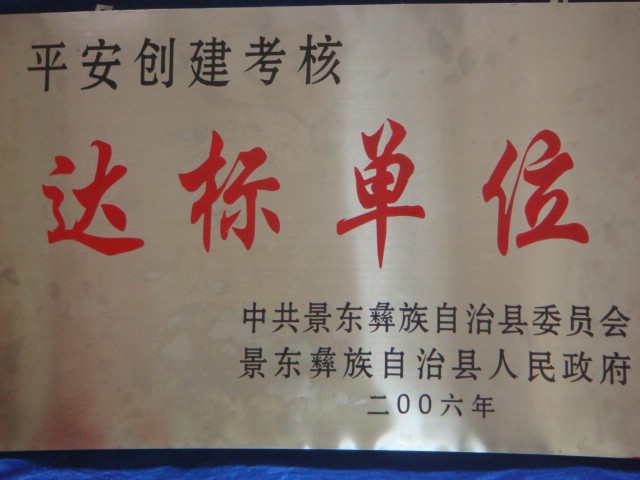 平安创建考核
达标单位
中共景东彝族自治县委员会
景东彝族自治县人民政府
二00六年